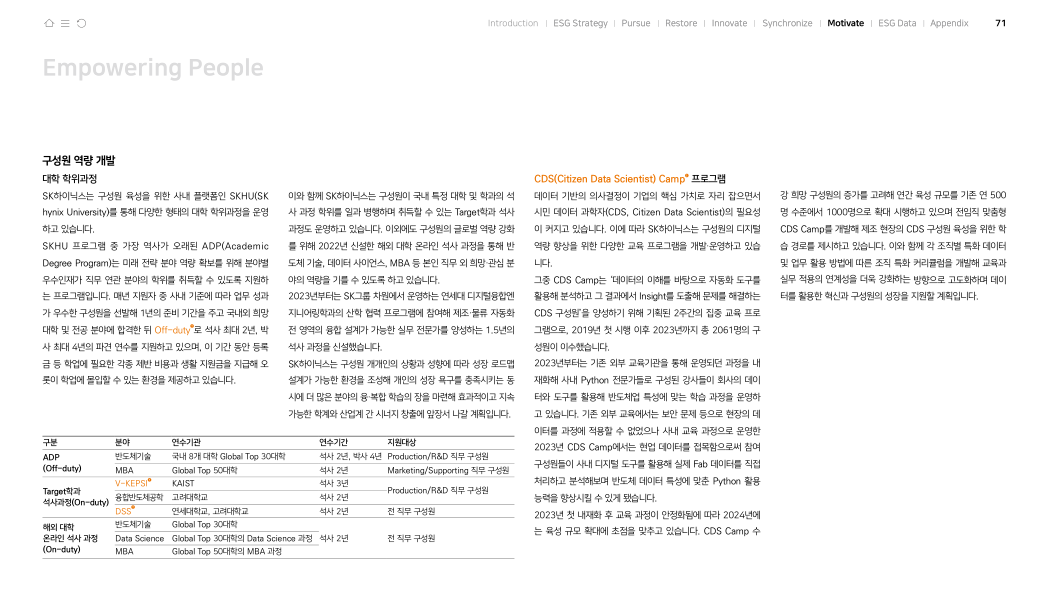 Introduction | ESG Strategy | Pursue | Restore | Innovate | Synchronize | Motivate | ESG Data | Appendix 71
Empowering People
구성원 역량 개발
대학 학위과정
SK하이닉스는 구성원 육성을 위한 사내 플랫폼인 SKHU(SK
hynix University)를 통해 다양한 형태의 대학 학위과정을 운영
하고 있습니다.
SKHU 프로그램 중 가장 역사가 오래된 ADP(Academic
Degree Program)는 미래 전략 분야 역량 확보를 위해 분야별
우수인재가 직무 연관 분야의 학위를 취득할 수 있도록 지원하
는 프로그램입니다. 매년 지원자 중 사내 기준에 따라 업무 성과
가 우수한 구성원을 선발해 1년의 준비 기간을 주고 국내외 희망
대학 및 전공 분야에 합격한 뒤 Off-duty로 석사 최대 2년, 박
사 최대 4년의 파견 연수를 지원하고 있으며, 이 기간 동안 등록
금 등 학업에 필요한 각종 제반 비용과 생활 지원금을 지급해 오
롯이 학업에 몰입할 수 있는 환경을 제공하고 있습니다.
이와 함께 SK하이닉스는 구성원이 국내 특정 대학 및 학과의 석
사 과정 학위를 일과 병행하며 취득할 수 있는 Target학과 석사
과정도 운영하고 있습니다. 이외에도 구성원의 글로벌 역량 강화
를 위해 2022년 신설한 해외 대학 온라인 석사 과정을 통해 반
도체 기술, 데이터 사이언스, MBA 등 본인 직무 외 희망·관심 분
야의 역량을 기를 수 있도록 하고 있습니다.
2023년부터는 SK그룹 차원에서 운영하는 연세대 디지털융합엔
지니어링학과의 산학 협력 프로그램에 참여해 제조·물류 자동화
전 영역의 융합 설계가 가능한 실무 전문가를 양성하는 1.5년의
석사 과정을 신설했습니다.
SK하이닉스는 구성원 개개인의 상황과 성향에 따라 성장 로드맵
설계가 가능한 환경을 조성해 개인의 성장 욕구를 충족시키는 동
시에 더 많은 분야의 융·복합 학습의 장을 마련해 효과적이고 지속
가능한 학계와 산업계 간 시너지 창출에 앞장서 나갈 계획입니다.
구분 분야 연수기관 연수기간 지원대상
ADP
(Off-duty)
반도체기술 국내 8개 대학 Global Top 30대학 석사 2년, 박사 4년 Production/R&D 직무 구성원
MBA Global Top 50대학 석사 2년 Marketing/Supporting 직무 구성원
Target학과
석사과정(On-duty)
V-KEPSI KAIST 석사 3년
Production/R&D 직무 구성원
융합반도체공학 고려대학교 석사 2년
DSS 연세대학교, 고려대학교 석사 2년 전 직무 구성원
해외 대학
온라인 석사 과정
(On-duty)
반도체기술 Global Top 30대학
Data Science Global Top 30대학의 Data Science 과정 석사 2년 전 직무 구성원
MBA Global Top 50대학의 MBA 과정
CDS(Citizen Data Scientist) Camp 프로그램
데이터 기반의 의사결정이 기업의 핵심 가치로 자리 잡으면서
시민 데이터 과학자(CDS, Citizen Data Scientist)의 필요성
이 커지고 있습니다. 이에 따라 SK하이닉스는 구성원의 디지털
역량 향상을 위한 다양한 교육 프로그램을 개발·운영하고 있습
니다.
그중 CDS Camp는 '데이터의 이해를 바탕으로 자동화 도구를
활용해 분석하고 그 결과에서 Insight를 도출해 문제를 해결하는
CDS 구성원'을 양성하기 위해 기획된 2주간의 집중 교육 프로
그램으로, 2019년 첫 시행 이후 2023년까지 총 2061명의 구
성원이 이수했습니다.
2023년부터는 기존 외부 교육기관을 통해 운영되던 과정을 내
재화해 사내 Python 전문가들로 구성된 강사들이 회사의 데이
터와 도구를 활용해 반도체업 특성에 맞는 학습 과정을 운영하
고 있습니다. 기존 외부 교육에서는 보안 문제 등으로 현장의 데
이터를 과정에 적용할 수 없었으나 사내 교육 과정으로 운영한
2023년 CDS Camp에서는 현업 데이터를 접목함으로써 참여
구성원들이 사내 디지털 도구를 활용해 실제 Fab 데이터를 직접
처리하고 분석해보며 반도체 데이터 특성에 맞춘 Python 활용
능력을 향상시킬 수 있게 됐습니다.
2023년 첫 내재화 후 교육 과정이 안정화됨에 따라 2024년에
는 육성 규모 확대에 초점을 맞추고 있습니다. CDS Camp 수
강 희망 구성원의 증가를 고려해 연간 육성 규모를 기존 연 500
명 수준에서 1000명으로 확대 시행하고 있으며 전임직 맞춤형
CDS Camp를 개발해 제조 현장의 CDS 구성원 육성을 위한 학
습 경로를 제시하고 있습니다. 이와 함께 각 조직별 특화 데이터
및 업무 활용 방법에 따른 조직 특화 커리큘럼을 개발해 교육과
실무 적용의 연계성을 더욱 강화하는 방향으로 고도화하며 데이
터를 활용한 혁신과 구성원의 성장을 지원할 계획입니다.